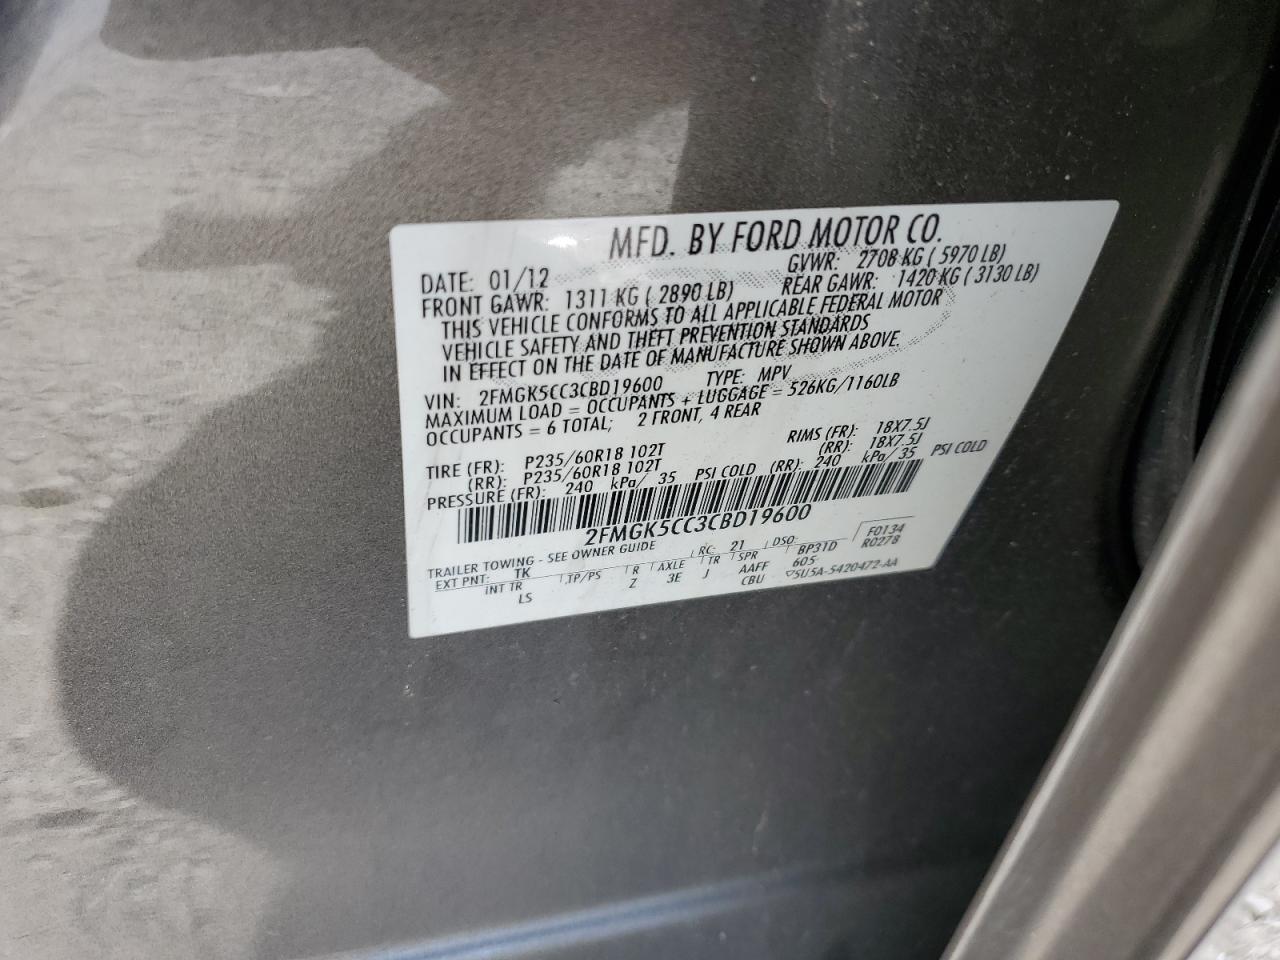 MFD. BY FORD MOTOR CO.
DATE: 01/12 GVWR: 2708 KG ( 5970 LB)
FRONT GAWR: 1311 KG ( 2890 LB) REAR GAWR: 1420 KG ( 3130 LB)
THIS VEHICLE CONFORMS TO ALL APPLICABLE FEDERAL MOTOR
VEHICLE SAFETY AND THEFT PREVENTION STANDARDS
IN EFFECT ON THE DATE OF MANUFACTURE SHOWN ABOVE.
VIN: 2FMGK5CC3CBD19600 TYPE: MPV
MAXIMUM LOAD = OCCUPANTS + LUGGAGE = 526KG/1160LB
OCCUPANTS = 6 TOTAL; 2 FRONT, 4 REAR
TIRE (FR): P235/60R18 102T RIMS (FR): 18X7.5J
(RR): P235/60R18 102T (RR): 18X7.5J
PRESSURE (FR): 240 kPa/ 35 PSI COLD (RR): 240 kPa/ 35 PSI COLD
2FMGK5CC3CBD19600
TRAILER TOWING - SEE OWNER GUIDE RC: 21 DSO: F0134
EXT PNT: TK R AXLE TR SPR BP31D R0278
INT TR TP/PS Z 3E J AAFF 605-
LS CBU ▽5U5A-5420472-AA